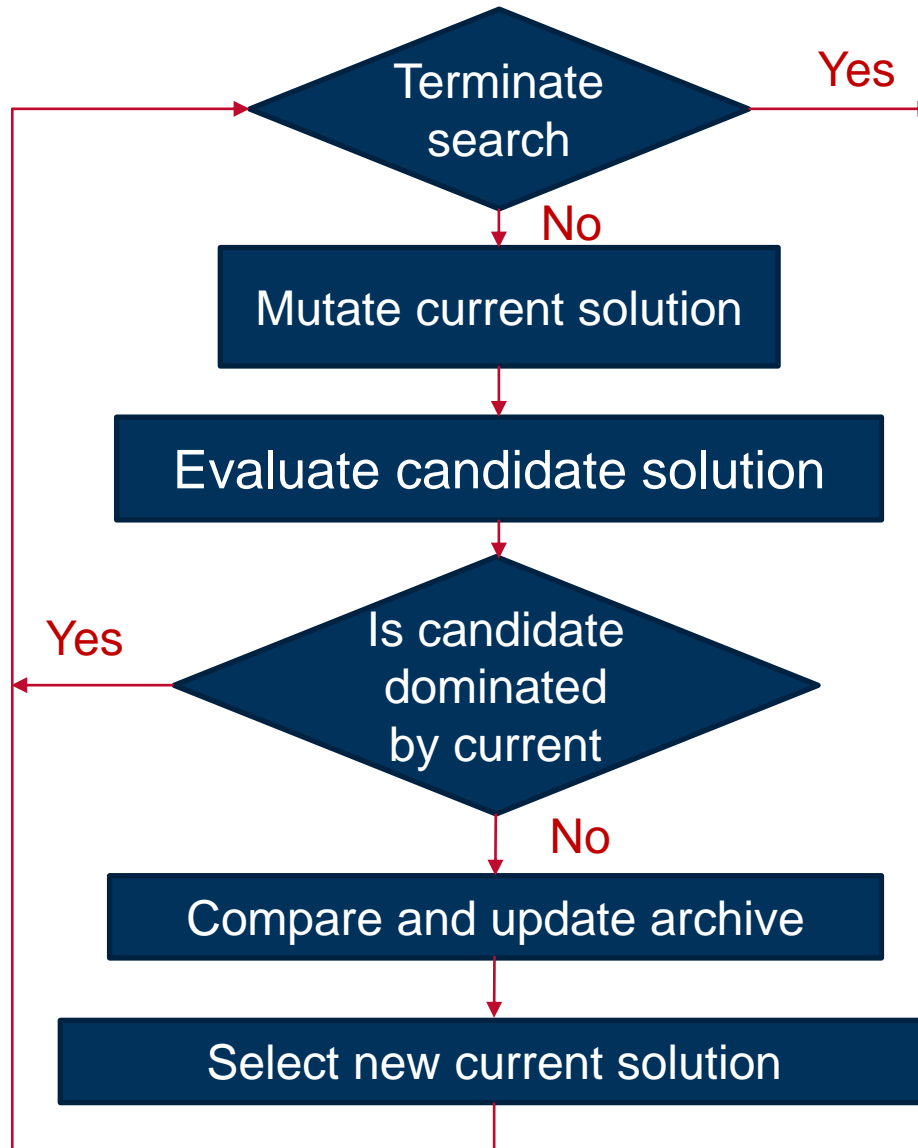 Terminate
search
Yes
No
Mutate current solution
Evaluate candidate solution
Is candidate
dominated
by current
Yes
No
Compare and update archive
Select new current solution